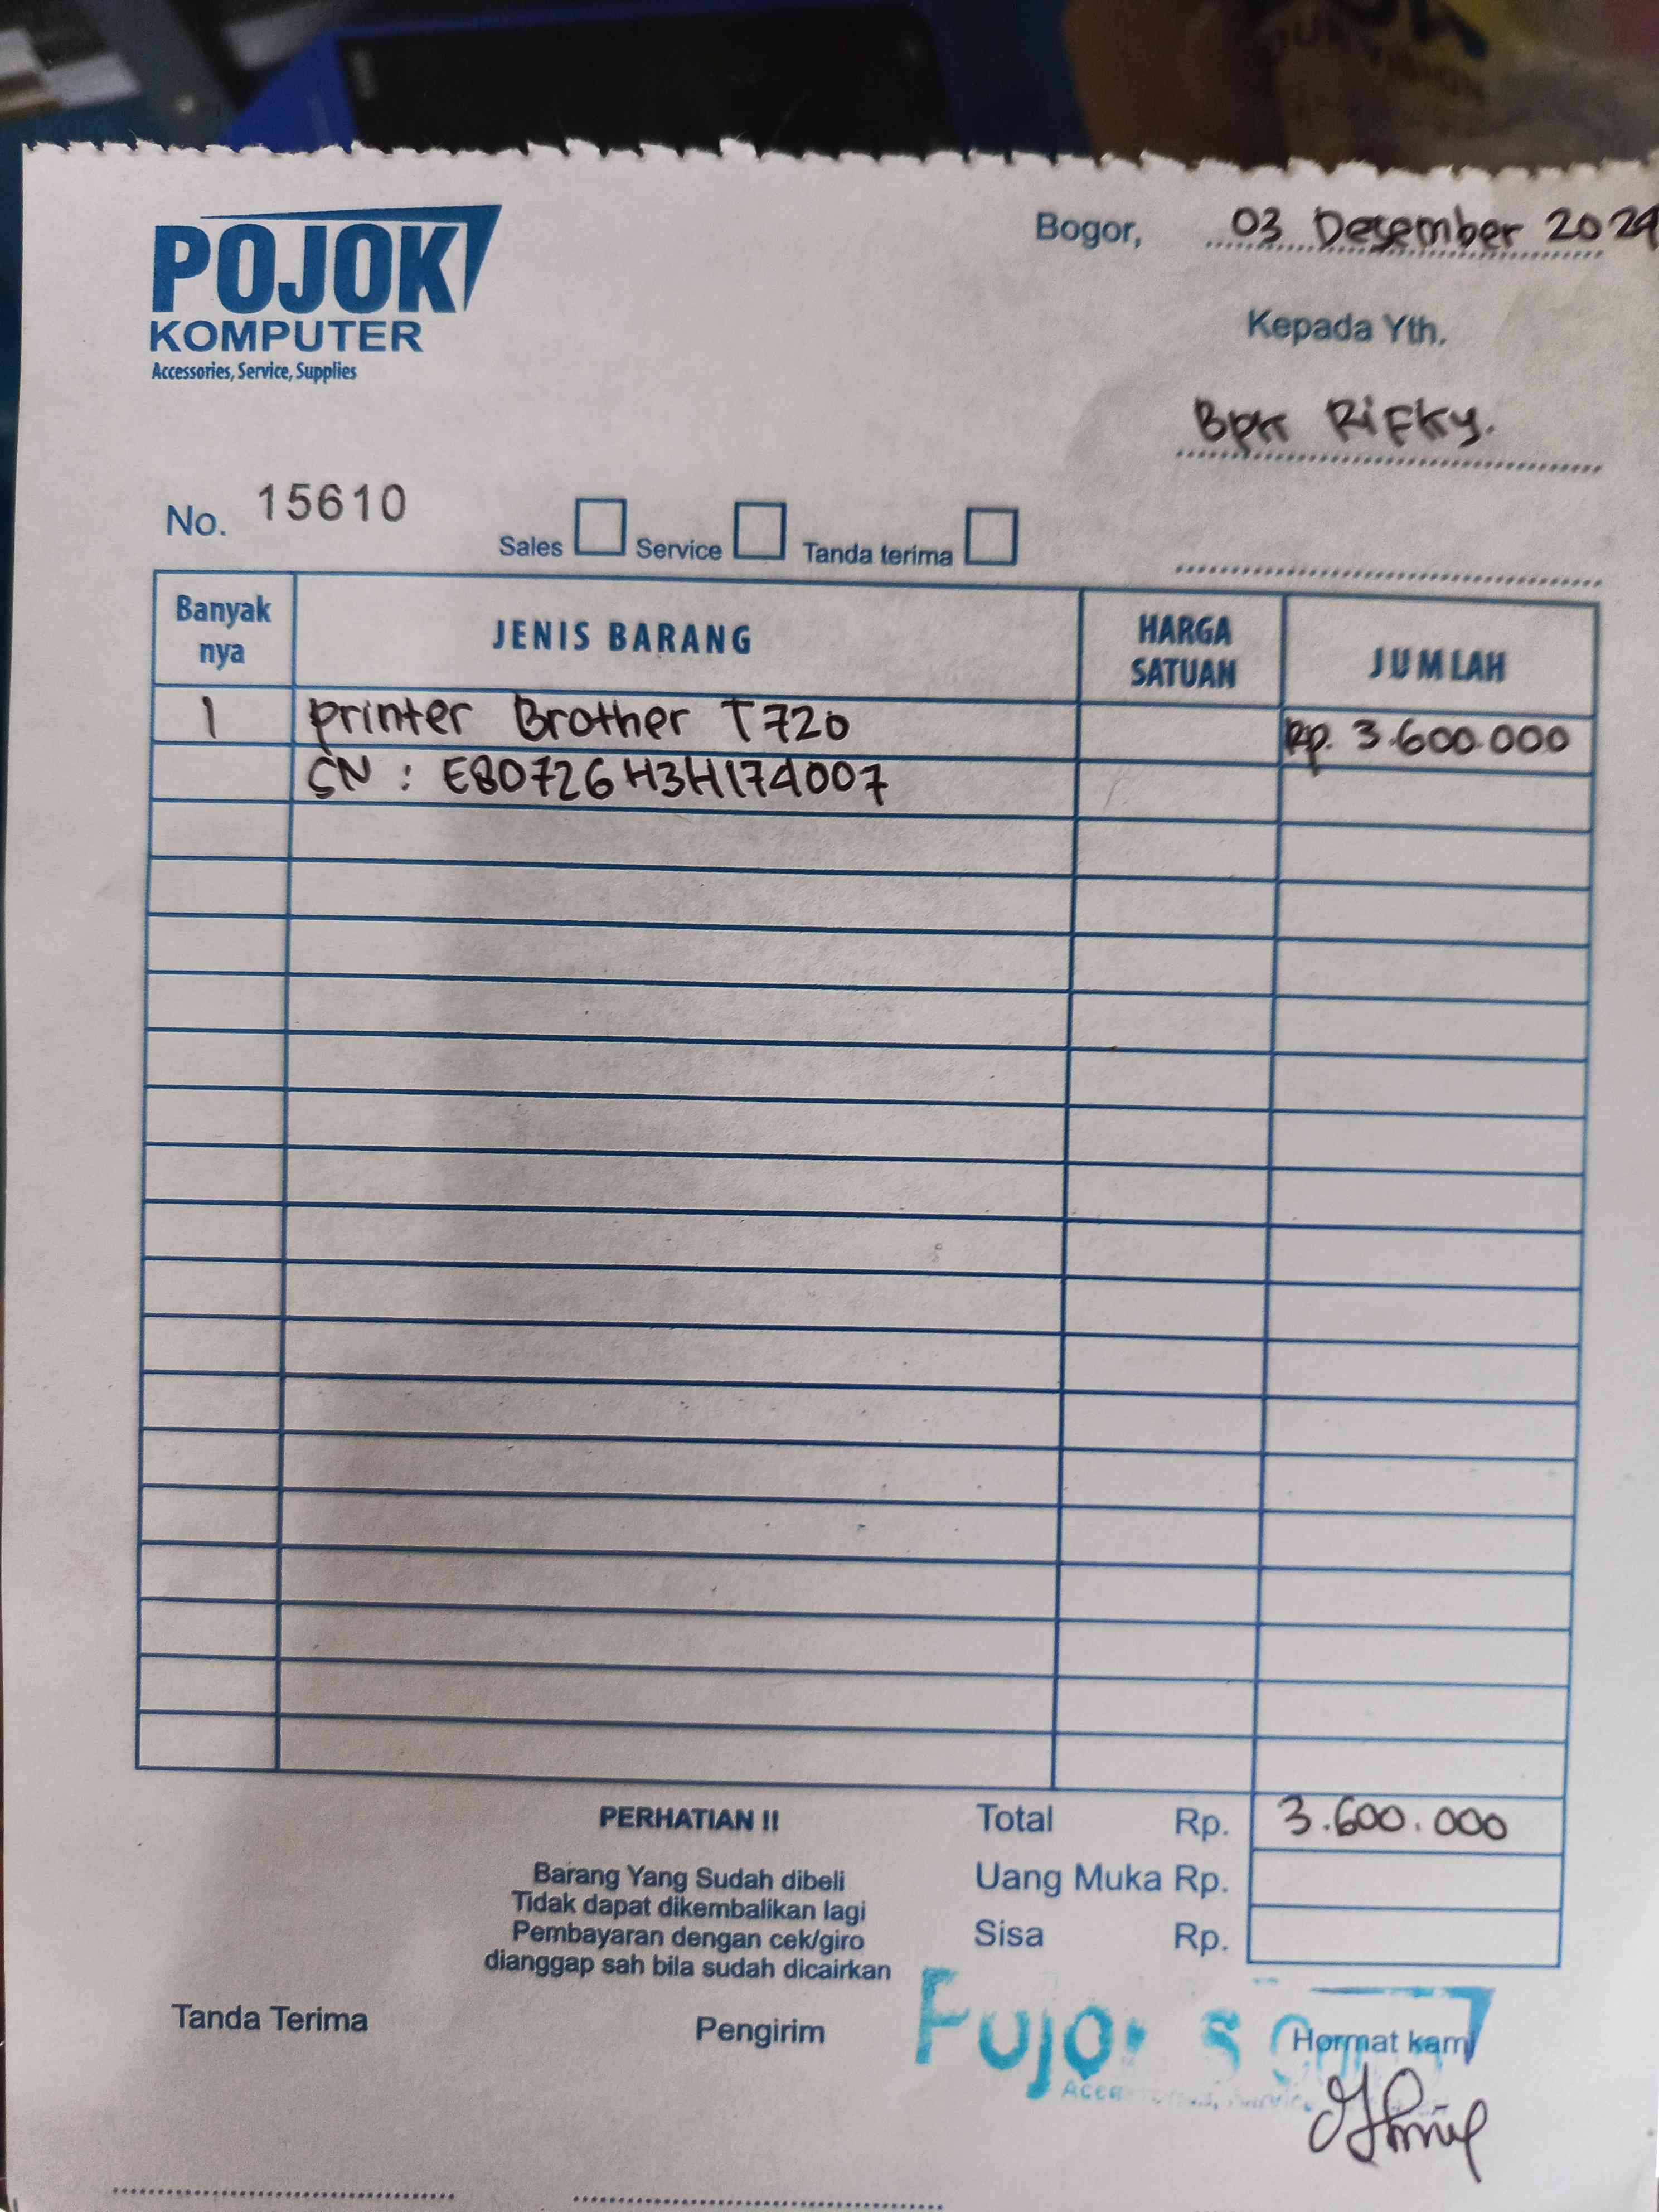 POJOK
KOMPUTER
Accessories, Service, Supplies
Bogor, 03 Desember 2024
Kepada Yth.
Bpk Rifky.
No. 15610
Sales Service Tanda terima
Banyak nya JENIS BARANG HARGA SATUAN JUMLAH
1 printer Brother T720 Rp. 3.600.000
SN : E80726H3H174007
PERHATIAN !!
Barang Yang Sudah dibeli
Tidak dapat dikembalikan lagi
Pembayaran dengan cek/giro
dianggap sah bila sudah dicairkan
Total Rp. 3.600.000
Uang Muka Rp.
Sisa Rp.
Tanda Terima Pengirim Hormat kami